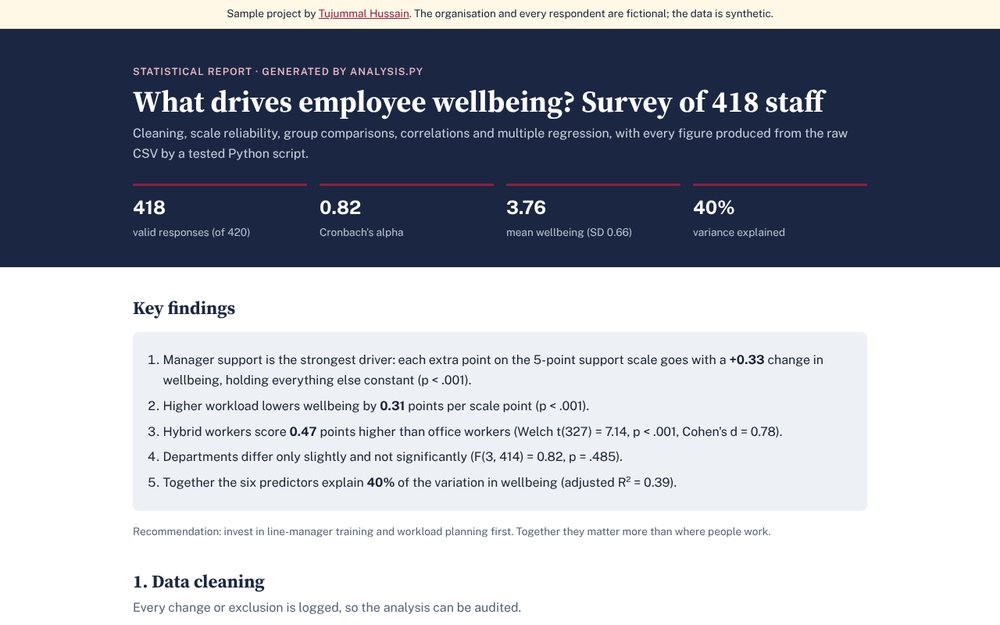 Sample project by Tujummal Hussain. The organisation and every respondent are fictional; the data is synthetic.
STATISTICAL REPORT · GENERATED BY ANALYSIS.PY
What drives employee wellbeing? Survey of 418 staff
Cleaning, scale reliability, group comparisons, correlations and multiple regression, with every figure produced from the raw
CSV by a tested Python script.
418
valid responses (of 420)
0.82
Cronbach's alpha
3.76
mean wellbeing (SD 0.66)
40%
variance explained
Key findings
1. Manager support is the strongest driver: each extra point on the 5-point support scale goes with a +0.33 change in
wellbeing, holding everything else constant (p < .001).
2. Higher workload lowers wellbeing by 0.31 points per scale point (p < .001).
3. Hybrid workers score 0.47 points higher than office workers (Welch t(327) = 7.14, p < .001, Cohen's d = 0.78).
4. Departments differ only slightly and not significantly (F(3, 414) = 0.82, p = .485).
5. Together the six predictors explain 40% of the variation in wellbeing (adjusted R² = 0.39).
Recommendation: invest in line-manager training and workload planning first. Together they matter more than where people work.
1. Data cleaning
Every change or exclusion is logged, so the analysis can be audited.